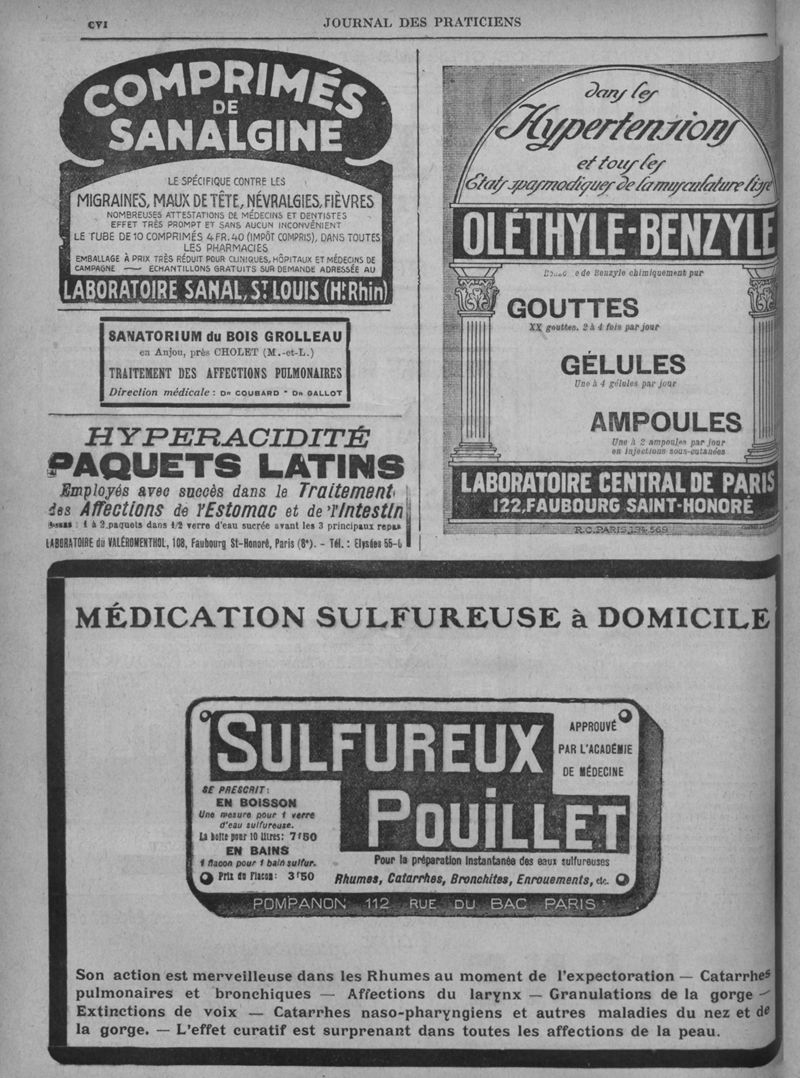 CVI
JOURNAL DES PRATICIENS
COMPRIMÉS
DE
SANALGINE
LE SPÉCIFIQUE CONTRE LES
MIGRAINES, MAUX DE TÊTE, NÉVRALGIES, FIÈVRES
NOMBREUSES ATTESTATIONS DE MÉDECINS ET DENTISTES
EFFET TRÈS PROMPT ET SANS AUCUN INCONVÉNIENT
LE TUBE DE 10 COMPRIMÉS 4 FR. 40 (IMPÔT COMPRIS), DANS TOUTES
LES PHARMACIES
EMBALLAGE À PRIX TRÈS RÉDUIT POUR CLINIQUES, HÔPITAUX ET MÉDECINS DE
CAMPAGNE — ECHANTILLONS GRATUITS SUR DEMANDE ADRESSÉE AU
LABORATOIRE SANAL, ST LOUIS (Ht Rhin)
SANATORIUM du BOIS GROLLEAU
en Anjou, près CHOLET (M.-et-L.)
TRAITEMENT DES AFFECTIONS PULMONAIRES
Direction médicale : Dr COUBARD * Dr GALLOT
HYPERACIDITÉ
PAQUETS LATINS
Employés avec succès dans le Traitement
des Affections de l'Estomac et de l'Intestin
: 1 à 2 paquets dans 1/2 verre d'eau sucrée avant les 3 principaux repas
LABORATOIRE du VALÉROMENTHOL, 108, Faubourg St-Honoré, Paris (8e). - Tél. : Elysées 55-6
dans les
Hypertensions
et tous les
États spasmodiques de la musculature lisse
OLÉTHYLE-BENZYLE
de Benzyle chimiquement pur
GOUTTES
XX gouttes, 2 à 4 fois par jour
GÉLULES
Une à 4 gélules par jour
AMPOULES
Une à 2 ampoules par jour
en injections sous-cutanées
LABORATOIRE CENTRAL DE PARIS
122, FAUBOURG SAINT-HONORÉ
R.C. PARIS 194.569
MÉDICATION SULFUREUSE à DOMICILE
SULFUREUX
POUILLET
APPROUVÉ
PAR L'ACADÉMIE
DE MÉDECINE
SE PRESCRIT :
EN BOISSON
Une mesure pour 1 verre
d'eau sulfureuse.
La boîte pour 10 litres : 7f50
EN BAINS
1 flacon pour 1 bain sulfur.
Prix du Flacon : 3f50
Pour la préparation instantanée des eaux sulfureuses
Rhumes, Catarrhes, Bronchites, Enrouements, etc.
POMPANON 112 RUE DU BAC PARIS
Son action est merveilleuse dans les Rhumes au moment de l'expectoration — Catarrhes
pulmonaires et bronchiques — Affections du larynx — Granulations de la gorge —
Extinctions de voix — Catarrhes naso-pharyngiens et autres maladies du nez et de
la gorge. — L'effet curatif est surprenant dans toutes les affections de la peau.